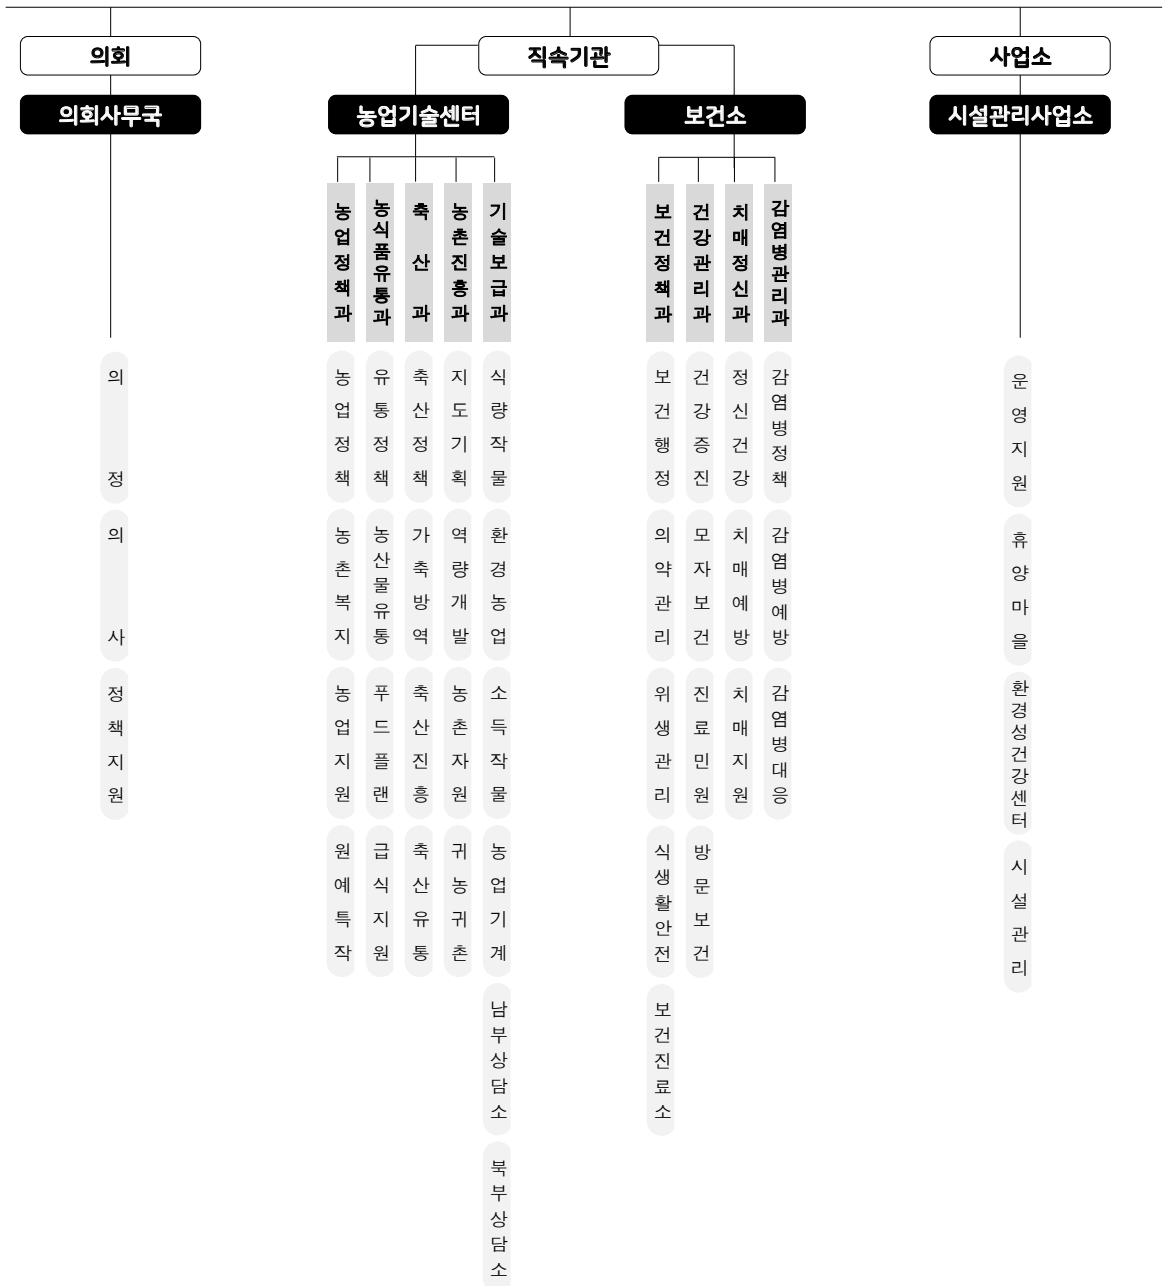 의회
직속기관
사업소
의회사무국
농업기술센터
보건소
시설관리사업소
농업정책과
농식품유통과
축산과
농촌진흥과
기술보급과
보건정책과
건강관리과
치매정신과
감염병관리과
의정
의사
정책지원
농업정책
농촌복지
농업지원
원예특작
유통정책
농산물유통
푸드플랜
급식지원
축산정책
가축방역
축산진흥
축산유통
지도기획
역량개발
농촌자원
귀농귀촌
식량작물
환경농업
소득작물
농업기계
남부상담소
북부상담소
보건행정
의약관리
위생관리
식생활안전
보건진료소
건강증진
모자보건
진료민원
방문보건
정신건강
치매예방
치매지원
감염병정책
감염병예방
감염병대응
운영지원
휴양마을
환경성건강센터
시설관리